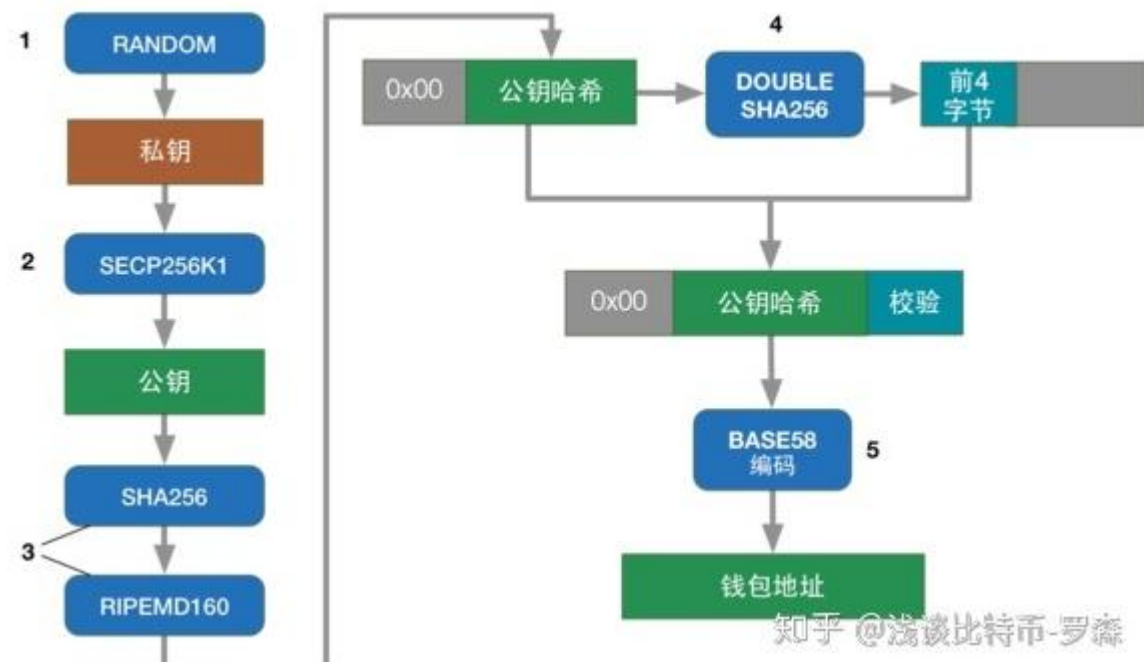 1
RANDOM
私钥
2
SECP256K1
公钥
SHA256
3
RIPEMD160
4
0x00
公钥哈希
DOUBLE
SHA256
前4
字节
0x00
公钥哈希
校验
BASE58
编码
5
钱包地址
知乎 @浅谈比特币-罗森